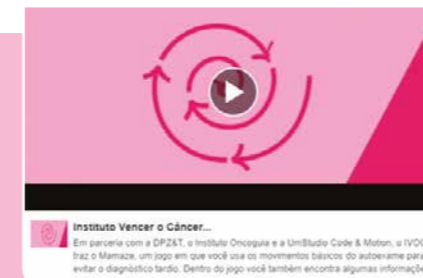 Instituto Vencer o Câncer...
Em parceria com a DPZ&T, o Instituto Oncoguia e a UmStudio Code & Motion, o IVOC
traz o Mamaze, um jogo em que você usa os movimentos básicos do autoexame para
evitar o diagnóstico tardio. Dentro do jogo você também encontra algumas informaçõe